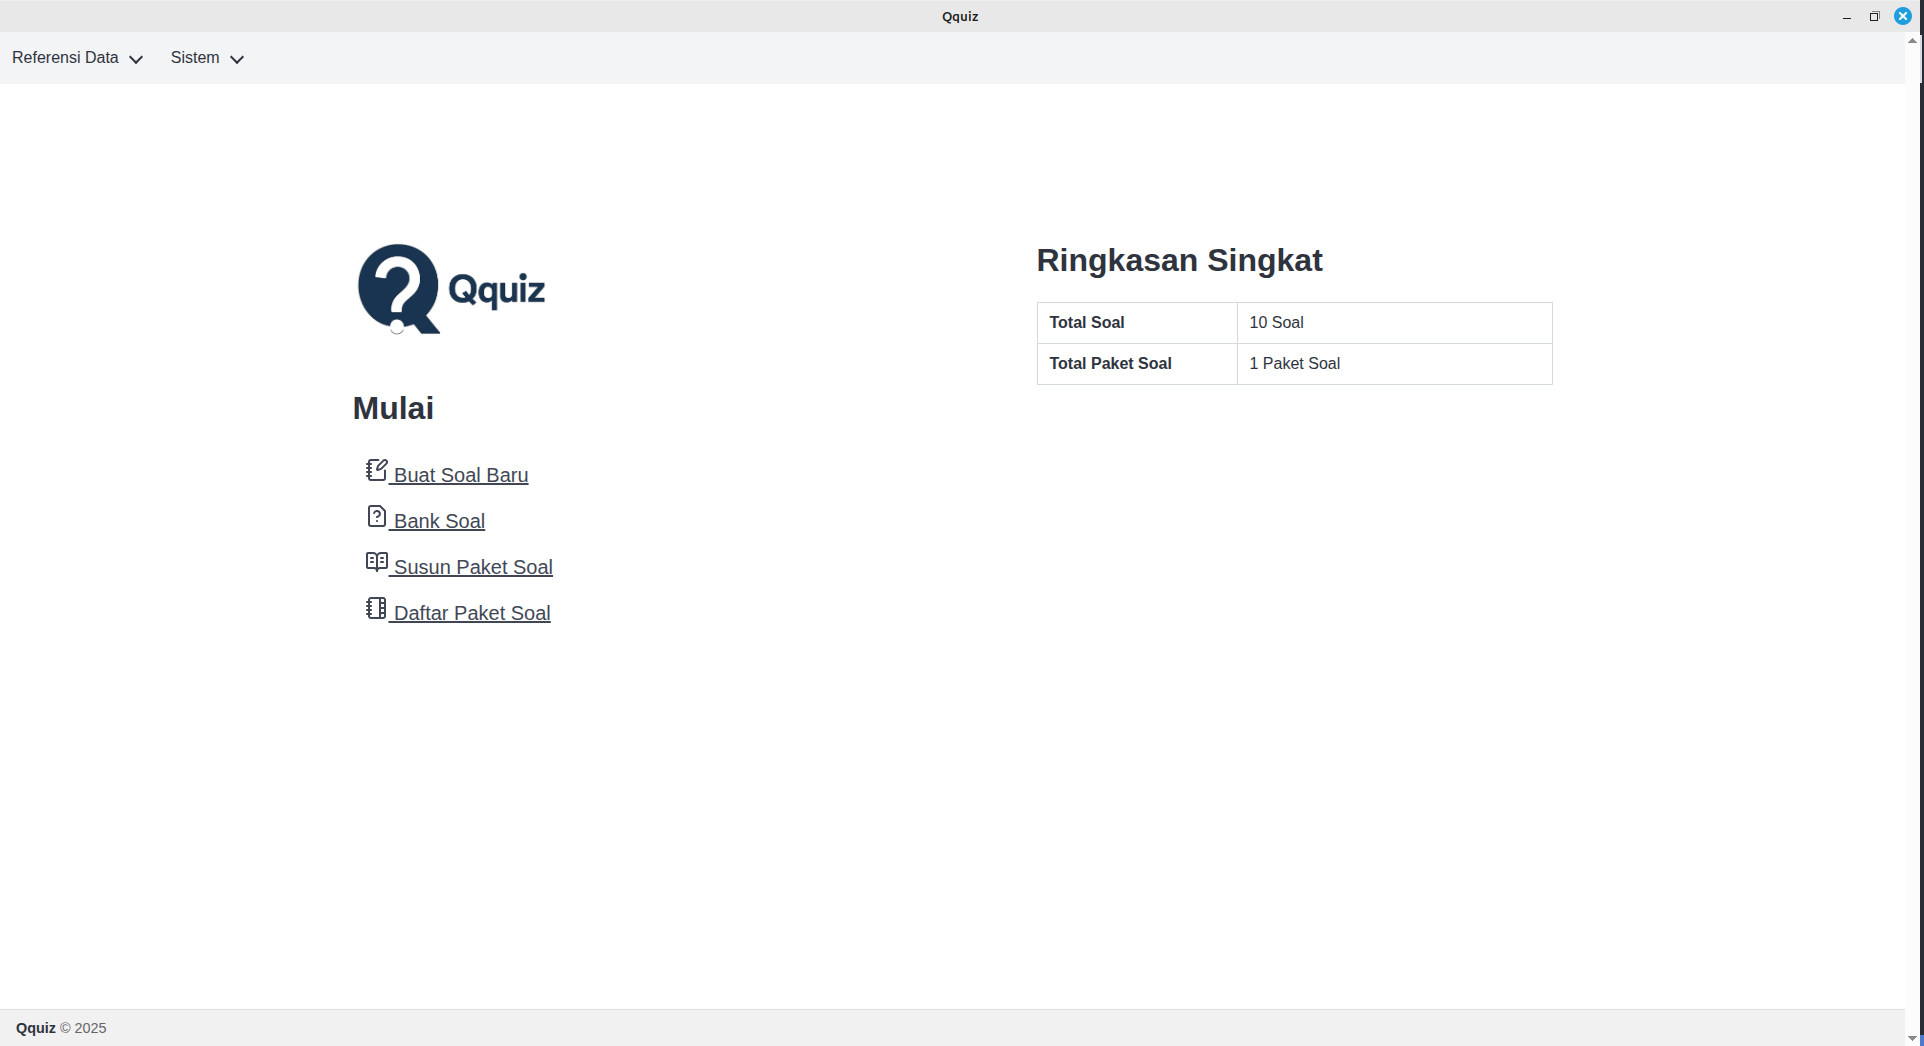 Qquiz
Referensi Data
Sistem
Qquiz
Mulai
Buat Soal Baru
Bank Soal
Susun Paket Soal
Daftar Paket Soal
Ringkasan Singkat
Total Soal 10 Soal
Total Paket Soal 1 Paket Soal
Qquiz © 2025